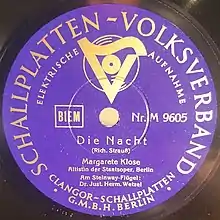 SCHALLPLATTEN - VOLKSVERBAND
ELEKTRISCHE AUFNAHME
V
BIEM
Nr. M 9605
Die Nacht
(Rich. Strauß)
Margarete Klose
Altistin der Staatsoper, Berlin
Am Steinway-Flügel:
Dr. Just. Herm. Wetzel
CLANGOR-SCHALLPLATTEN
G.M.B.H. BERLIN